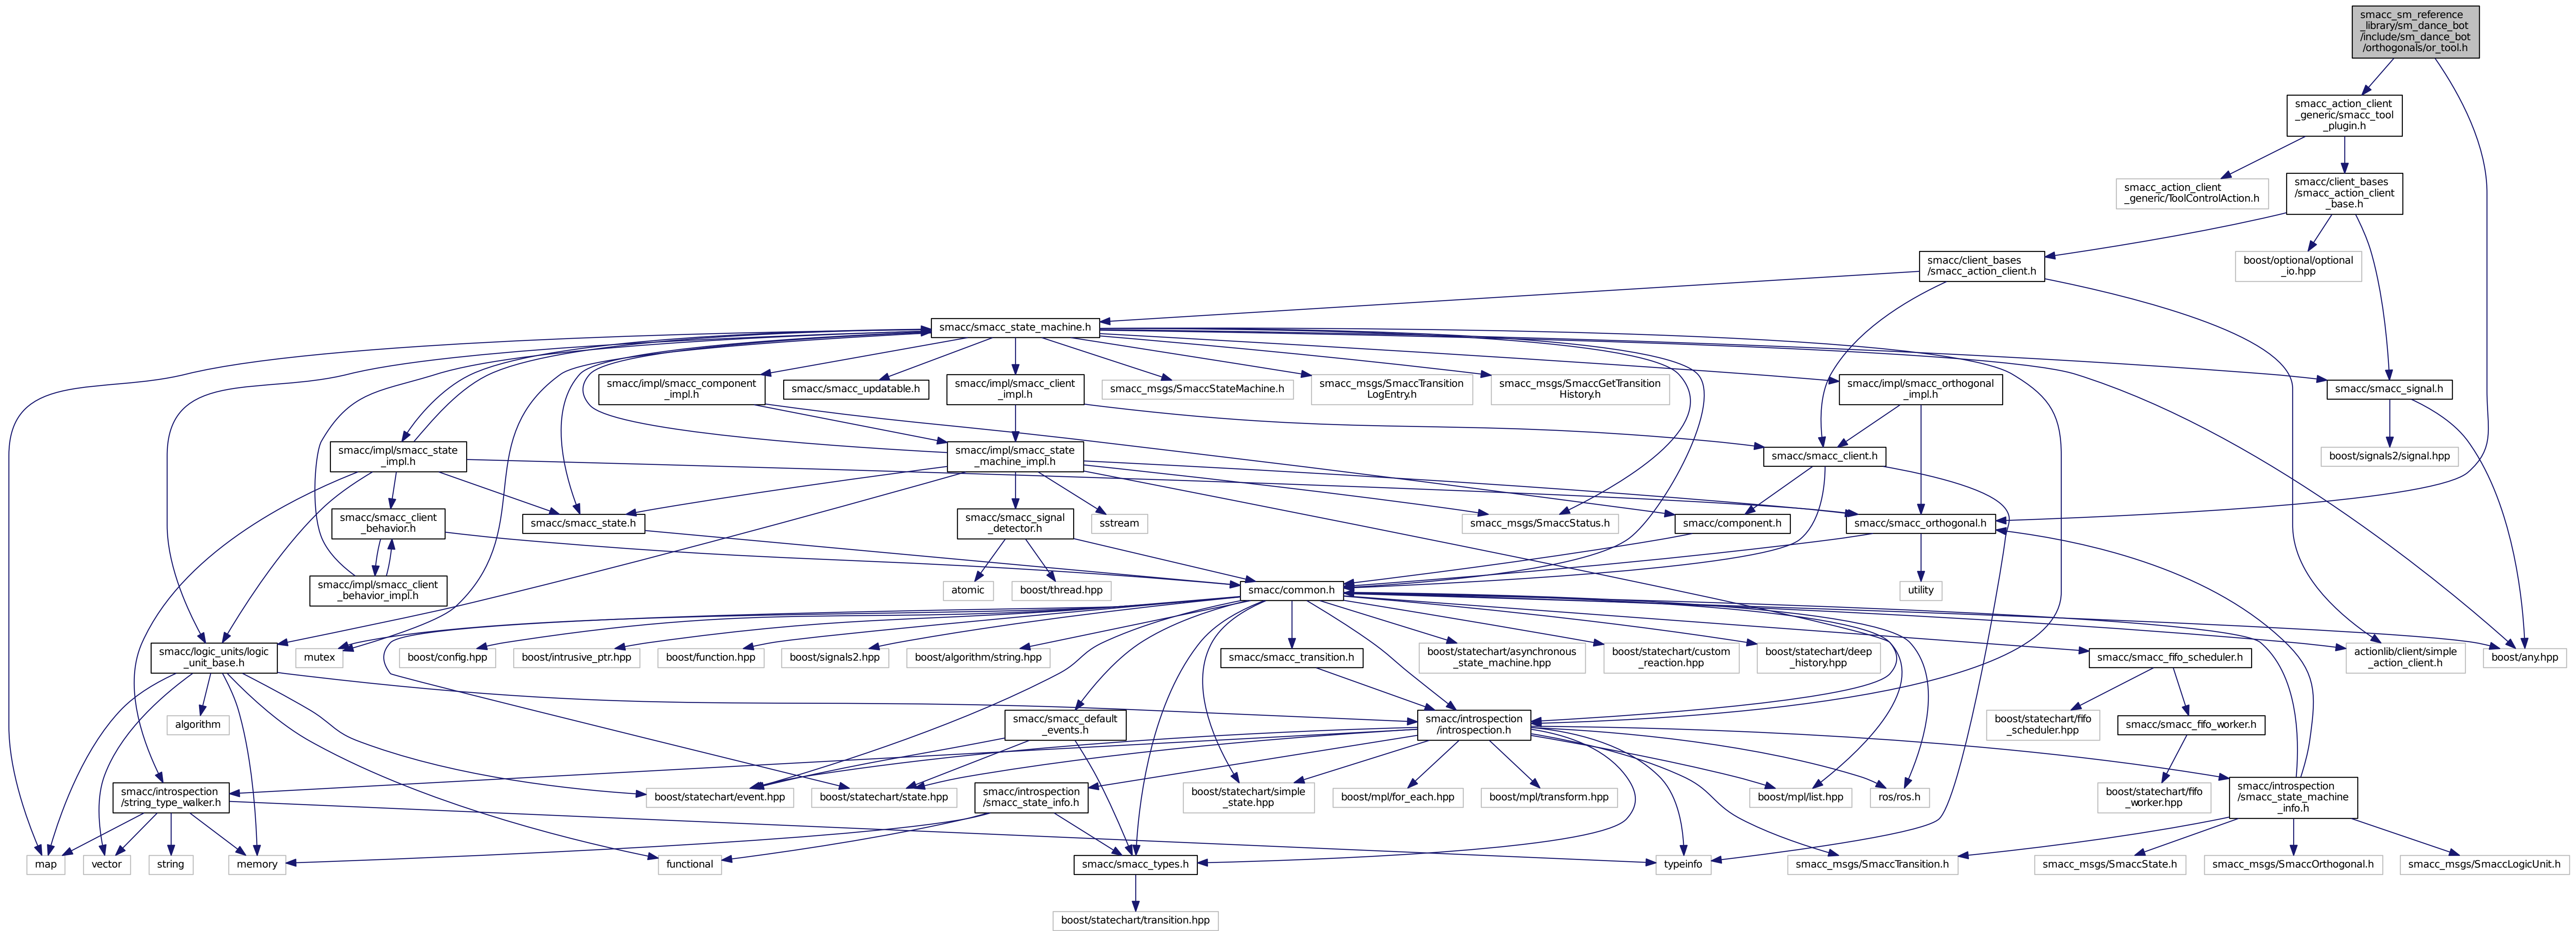 smacc_sm_reference
_library/sm_dance_bot
/include/sm_dance_bot
/orthogonals/or_tool.h
smacc_action_client
_generic/smacc_tool
_plugin.h
smacc_action_client
_generic/ToolControlAction.h
smacc/client_bases
/smacc_action_client
_base.h
smacc/client_bases
/smacc_action_client.h
boost/optional/optional
_io.hpp
smacc/smacc_state_machine.h
smacc/impl/smacc_component
_impl.h
smacc/smacc_updatable.h
smacc/impl/smacc_client
_impl.h
smacc_msgs/SmaccStateMachine.h
smacc_msgs/SmaccTransition
LogEntry.h
smacc_msgs/SmaccGetTransition
History.h
smacc/impl/smacc_orthogonal
_impl.h
smacc/smacc_signal.h
smacc/impl/smacc_state
_impl.h
smacc/impl/smacc_state
_machine_impl.h
smacc/smacc_client.h
boost/signals2/signal.hpp
smacc/smacc_client
_behavior.h
smacc/smacc_state.h
smacc/smacc_signal
_detector.h
sstream
smacc_msgs/SmaccStatus.h
smacc/component.h
smacc/smacc_orthogonal.h
smacc/impl/smacc_client
_behavior_impl.h
atomic
boost/thread.hpp
smacc/common.h
utility
smacc/logic_units/logic
_unit_base.h
mutex
boost/config.hpp
boost/intrusive_ptr.hpp
boost/function.hpp
boost/signals2.hpp
boost/algorithm/string.hpp
smacc/smacc_transition.h
boost/statechart/asynchronous
_state_machine.hpp
boost/statechart/custom
_reaction.hpp
boost/statechart/deep
_history.hpp
smacc/smacc_fifo_scheduler.h
actionlib/client/simple
_action_client.h
boost/any.hpp
algorithm
smacc/smacc_default
_events.h
smacc/introspection
/introspection.h
boost/statechart/fifo
_scheduler.hpp
smacc/smacc_fifo_worker.h
smacc/introspection
/string_type_walker.h
boost/statechart/event.hpp
boost/statechart/state.hpp
smacc/introspection
/smacc_state_info.h
boost/statechart/simple
_state.hpp
boost/mpl/for_each.hpp
boost/mpl/transform.hpp
boost/mpl/list.hpp
ros/ros.h
boost/statechart/fifo
_worker.hpp
smacc/introspection
/smacc_state_machine
_info.h
map
vector
string
memory
functional
smacc/smacc_types.h
typeinfo
smacc_msgs/SmaccTransition.h
smacc_msgs/SmaccState.h
smacc_msgs/SmaccOrthogonal.h
smacc_msgs/SmaccLogicUnit.h
boost/statechart/transition.hpp